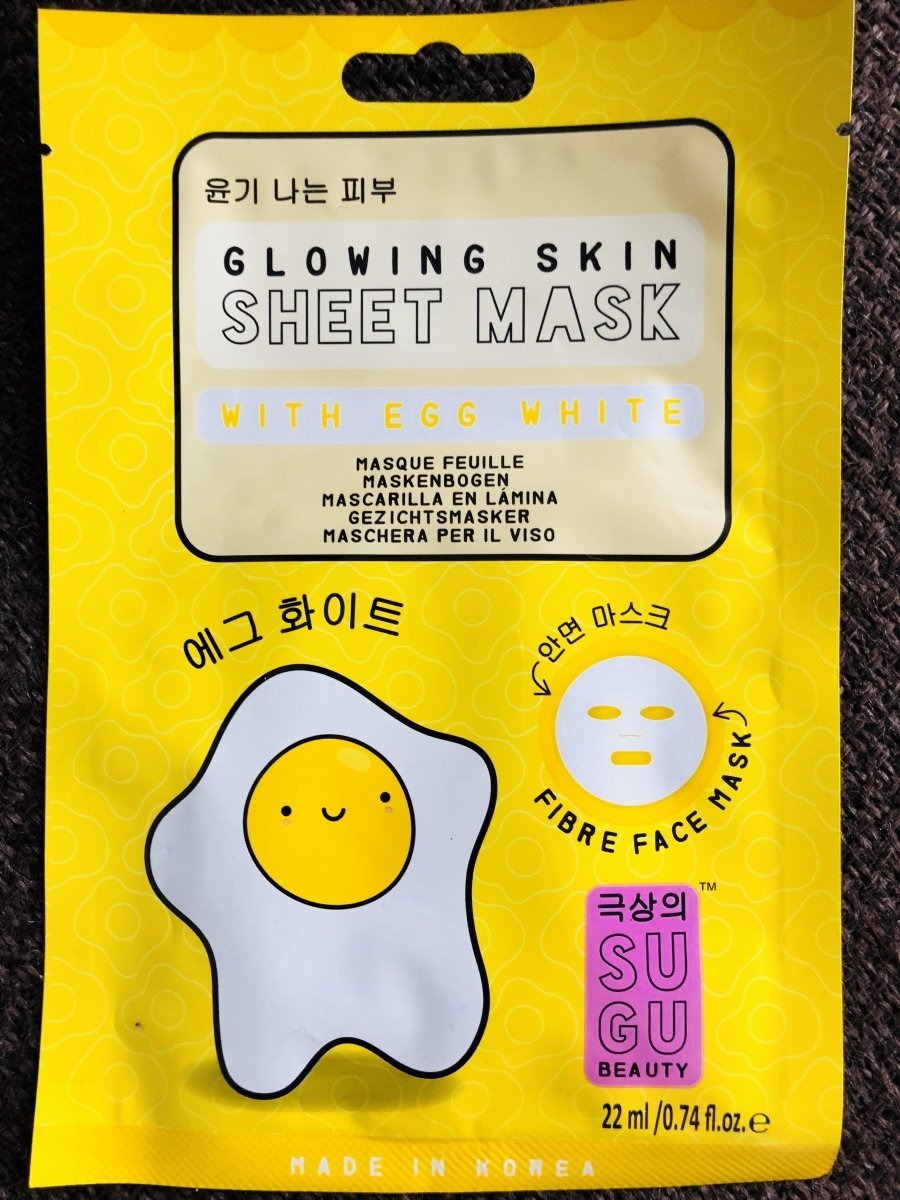 윤기 나는 피부
GLOWING SKIN
SHEET MASK
WITH EGG WHITE
MASQUE FEUILLE
MASKENBOGEN
MASCARILLA EN LÁMINA
GEZICHTSMASKER
MASCHERA PER IL VISO
에그 화이트
안면 마스크
FIBRE FACE MASK
극상의™
SU
GU
BEAUTY
22 ml /0.74 fl.oz. ℮
MADE IN KOREA